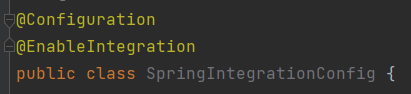 @Configuration
@EnableIntegration
public class SpringIntegrationConfig {